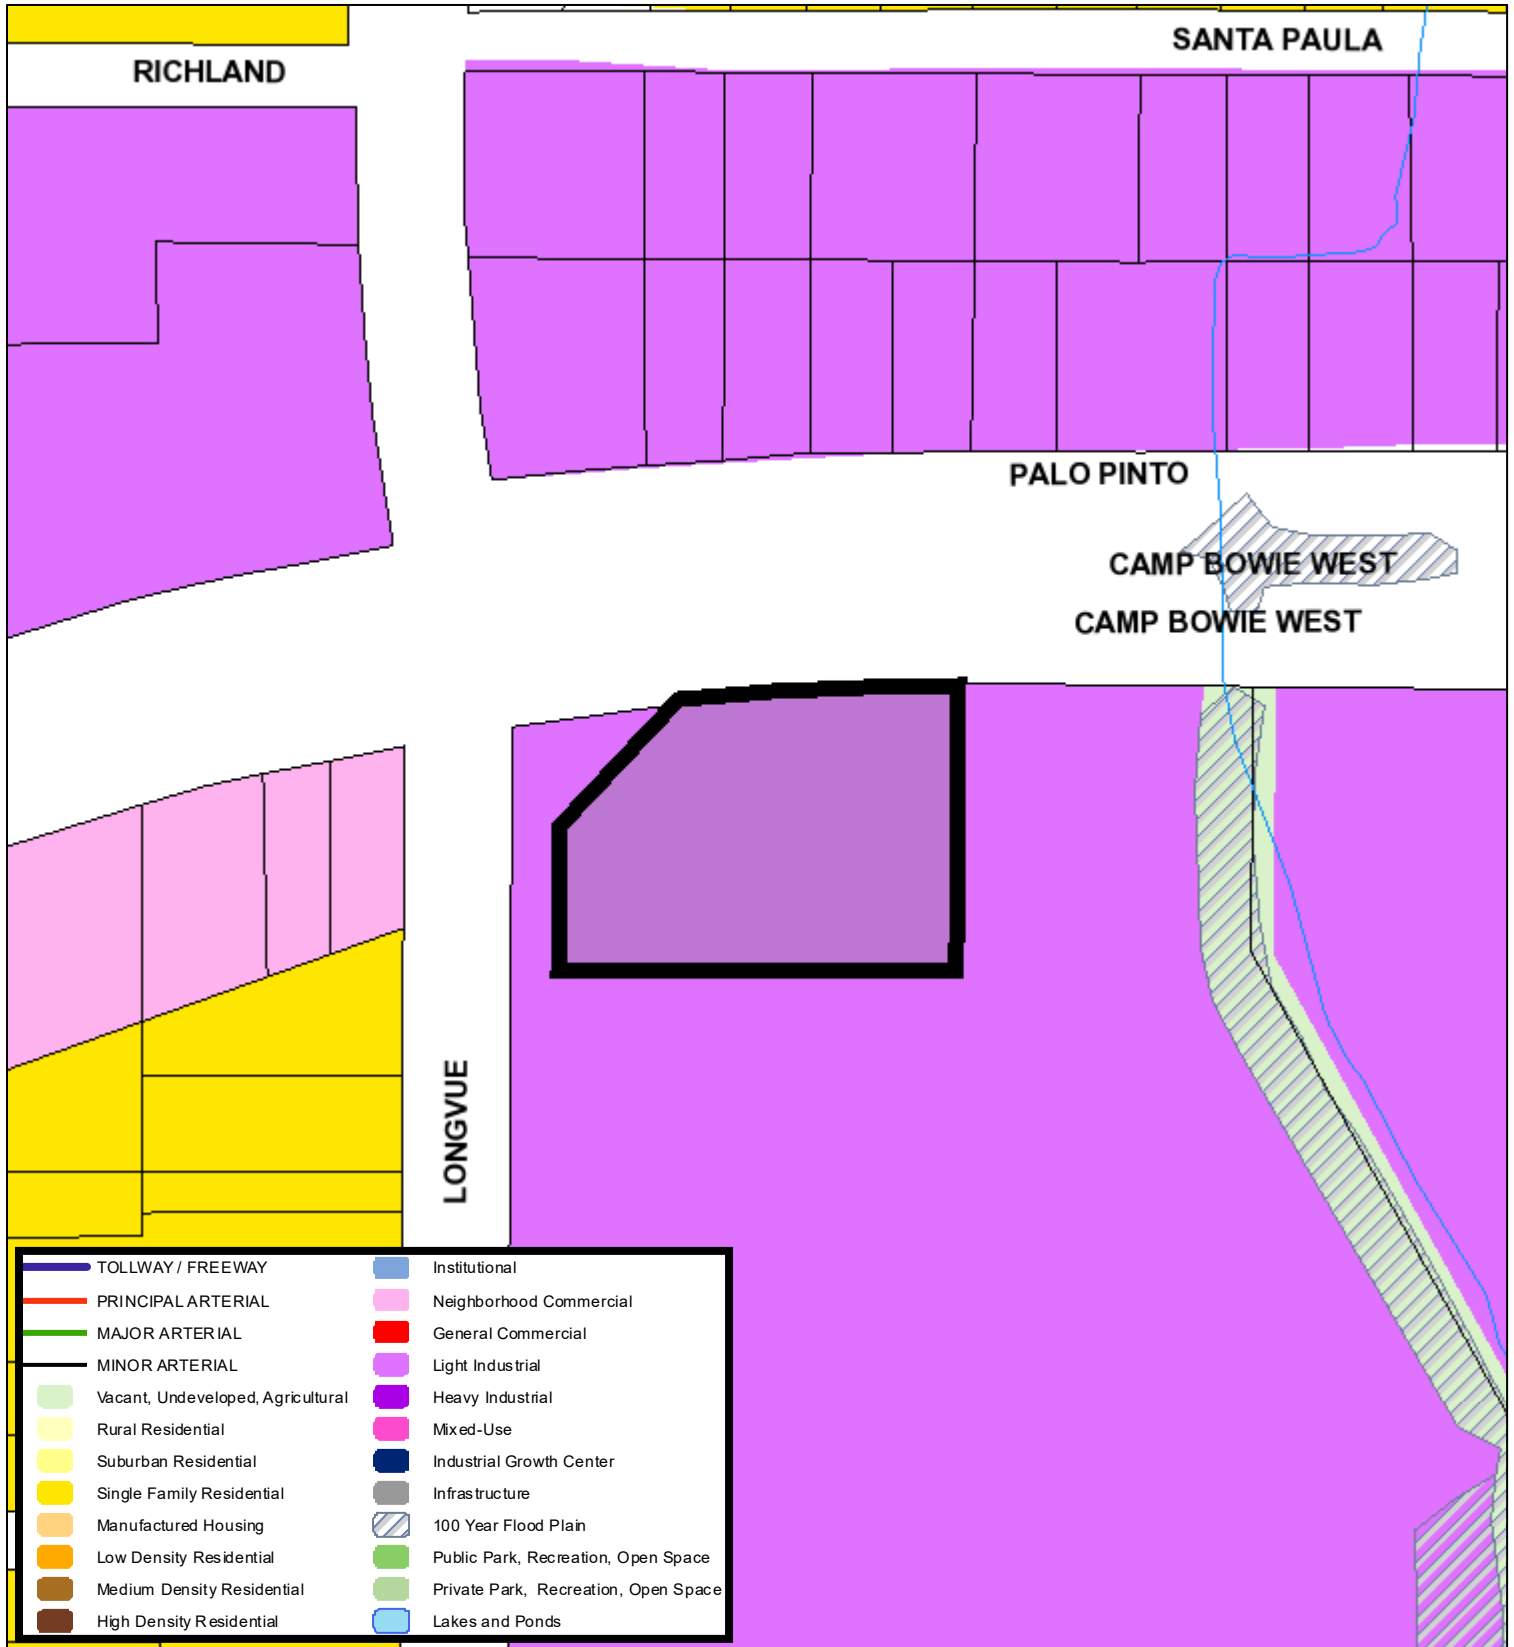 SANTA PAULA
RICHLAND
PALO PINTO
CAMP BOWIE WEST
CAMP BOWIE WEST
LONGVUE
TOLLWAY / FREEWAY
PRINCIPAL ARTERIAL
MAJOR ARTERIAL
MINOR ARTERIAL
Vacant, Undeveloped, Agricultural
Rural Residential
Suburban Residential
Single Family Residential
Manufactured Housing
Low Density Residential
Medium Density Residential
High Density Residential
Institutional
Neighborhood Commercial
General Commercial
Light Industrial
Heavy Industrial
Mixed-Use
Industrial Growth Center
Infrastructure
100 Year Flood Plain
Public Park, Recreation, Open Space
Private Park, Recreation, Open Space
Lakes and Ponds